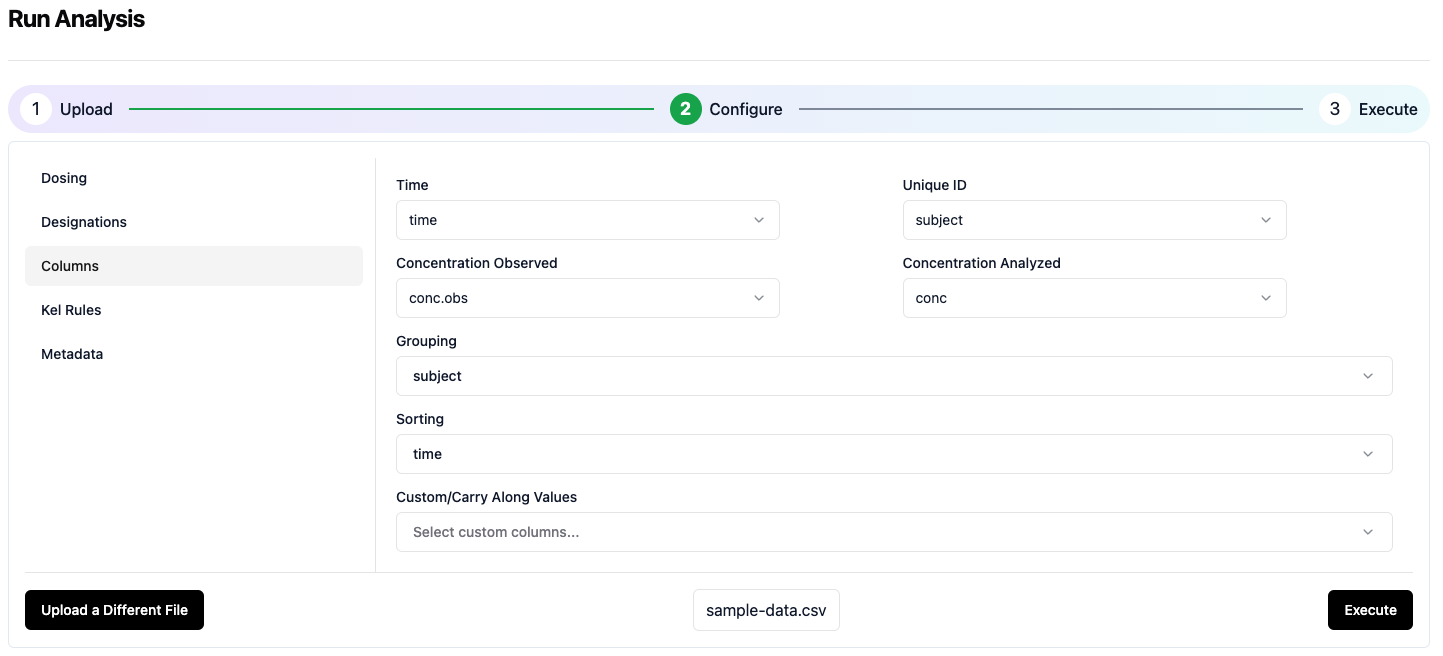 Run Analysis
1 Upload 2 Configure 3 Execute
Dosing
Designations
Columns
Kel Rules
Metadata
Time Unique ID
time subject
Concentration Observed Concentration Analyzed
conc.obs conc
Grouping
subject
Sorting
time
Custom/Carry Along Values
Select custom columns...
Upload a Different File sample-data.csv Execute